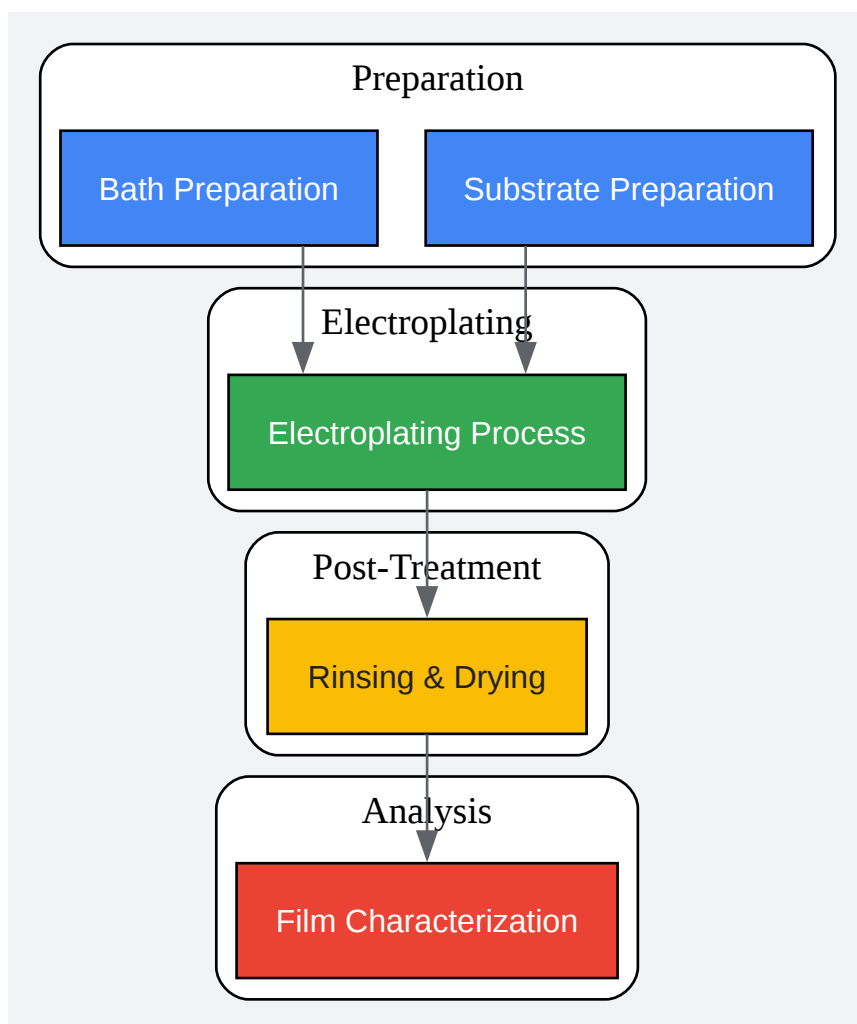 Preparation
Bath Preparation
Substrate Preparation
Electroplating
Electroplating Process
Post-Treatment
Rinsing & Drying
Analysis
Film Characterization